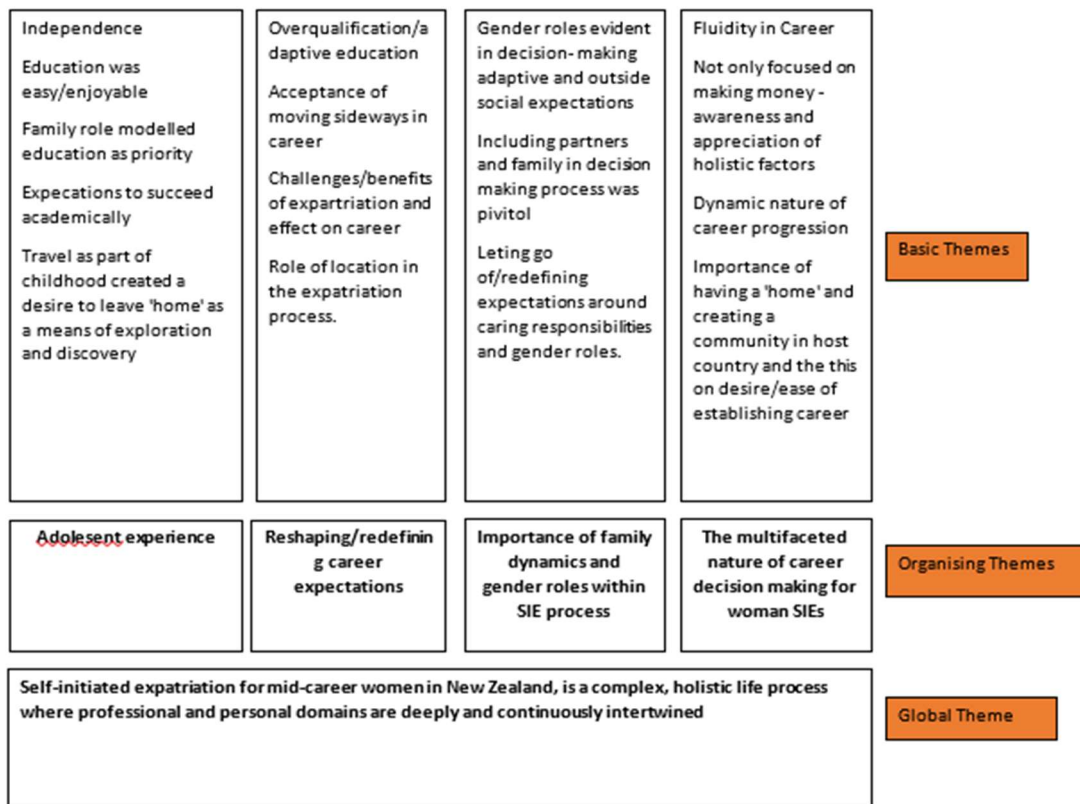 Independence
Education was
easy/enjoyable
Family role modelled
education as priority
Expecations to succeed
academically
Travel as part of
childhood created a
desire to leave 'home' as
a means of exploration
and discovery
Overqualification/a
daptive education
Acceptance of
moving sideways in
career
Challenges/benefits
of expartriation and
effect on career
Role of location in
the expatriation
process.
Gender roles evident
in decision- making
adaptive and outside
social expectations
Including partners
and family in decision
making process was
pivitol
Leting go
of/redefining
expectations around
caring responsibilities
and gender roles.
Fluidity in Career
Not only focused on
making money -
awareness and
appreciation of
holistic factors
Dynamic nature of
career progression
Importance of
having a 'home' and
creating a
community in host
country and the this
on desire/ease of
establishing career
Basic Themes
Adolesent experience
Reshaping/redefinin
g career
expectations
Importance of family
dynamics and
gender roles within
SIE process
The multifaceted
nature of career
decision making for
woman SIEs
Organising Themes
Self-initiated expatriation for mid-career women in New Zealand, is a complex, holistic life process
where professional and personal domains are deeply and continuously intertwined
Global Theme